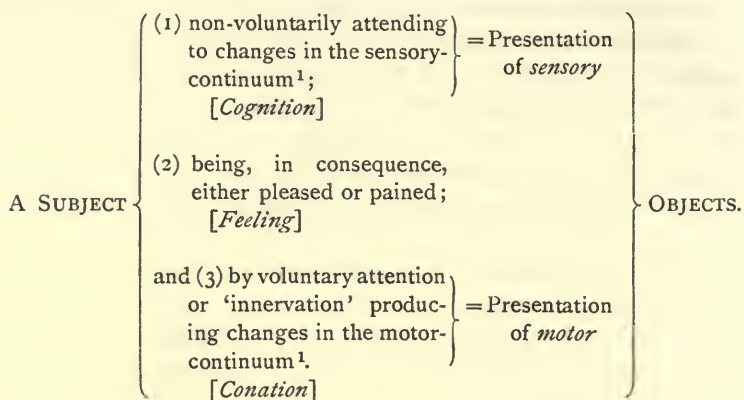 (1) non-voluntarily attending
to changes in the sensory- = Presentation
continuum¹; of sensory
[Cognition]
(2) being, in consequence,
either pleased or pained;
A SUBJECT OBJECTS.
[Feeling]
and (3) by voluntary attention
or ‘innervation’ produc- = Presentation
ing changes in the motor- of motor
continuum¹.
[Conation]